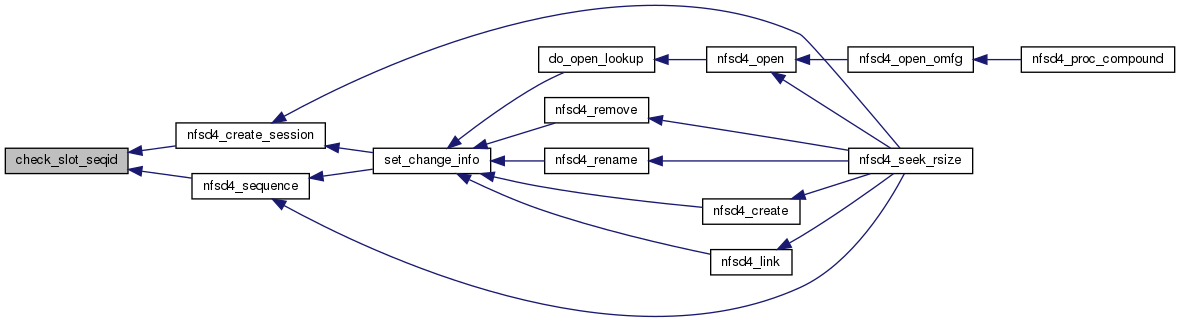 check_slot_seqid
nfsd4_create_session
nfsd4_sequence
set_change_info
do_open_lookup
nfsd4_remove
nfsd4_rename
nfsd4_open
nfsd4_create
nfsd4_link
nfsd4_open_omfg
nfsd4_seek_rsize
nfsd4_proc_compound